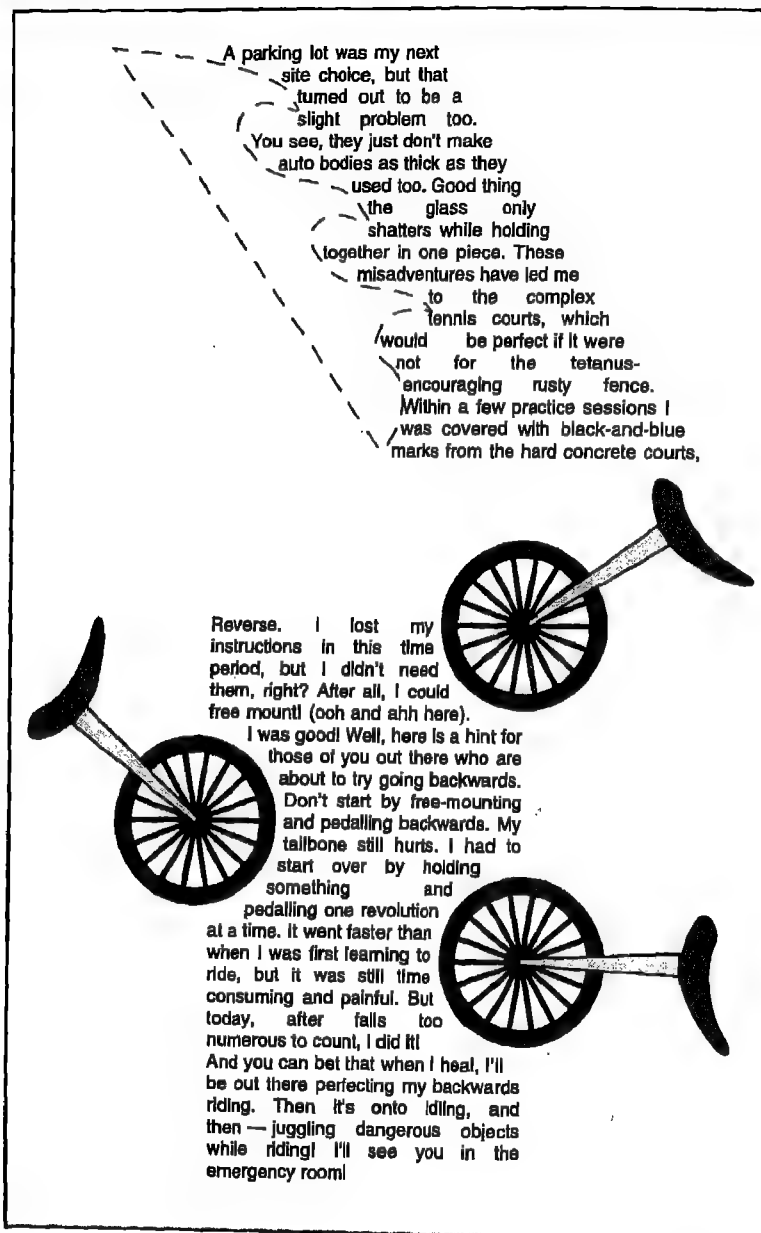 A parking lot was my next
site choice, but that
turned out to be a
slight problem too.
You see, they just don't make
auto bodies as thick as they
used too. Good thing
the glass only
shatters while holding
together in one piece. These
misadventures have led me
to the complex
tennis courts, which
would be perfect if it were
not for the tetanus-
encouraging rusty fence.
Within a few practice sessions I
was covered with black-and-blue
marks from the hard concrete courts,
Reverse. I lost my
instructions in this time
period, but I didn't need
them, right? After all, I could
free mount! (ooh and ahh here).
I was good! Well, here is a hint for
those of you out there who are
about to try going backwards.
Don't start by free-mounting
and pedalling backwards. My
tailbone still hurts. I had to
start over by holding
something and
pedalling one revolution
at a time. It went faster than
when I was first learning to
ride, but it was still time
consuming and painful. But
today, after falls too
numerous to count, I did it!
And you can bet that when I heal, I'll
be out there perfecting my backwards
riding. Then it's onto idling, and
then — juggling dangerous objects
while riding! I'll see you in the
emergency room!